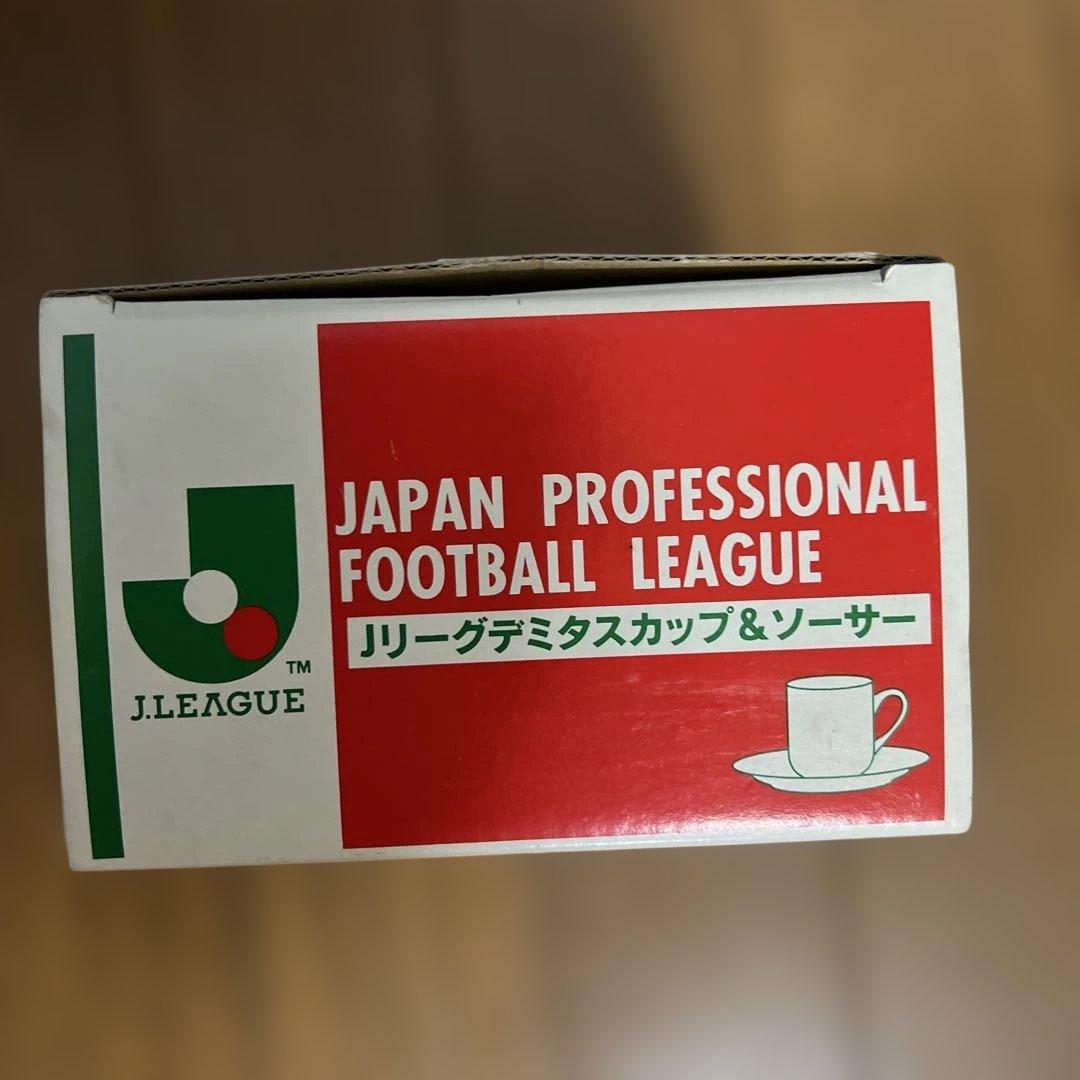 JAPAN PROFESSIONAL
FOOTBALL LEAGUE
Jリーグデミタスカップ&ソーサー
TM
J.LEAGUE